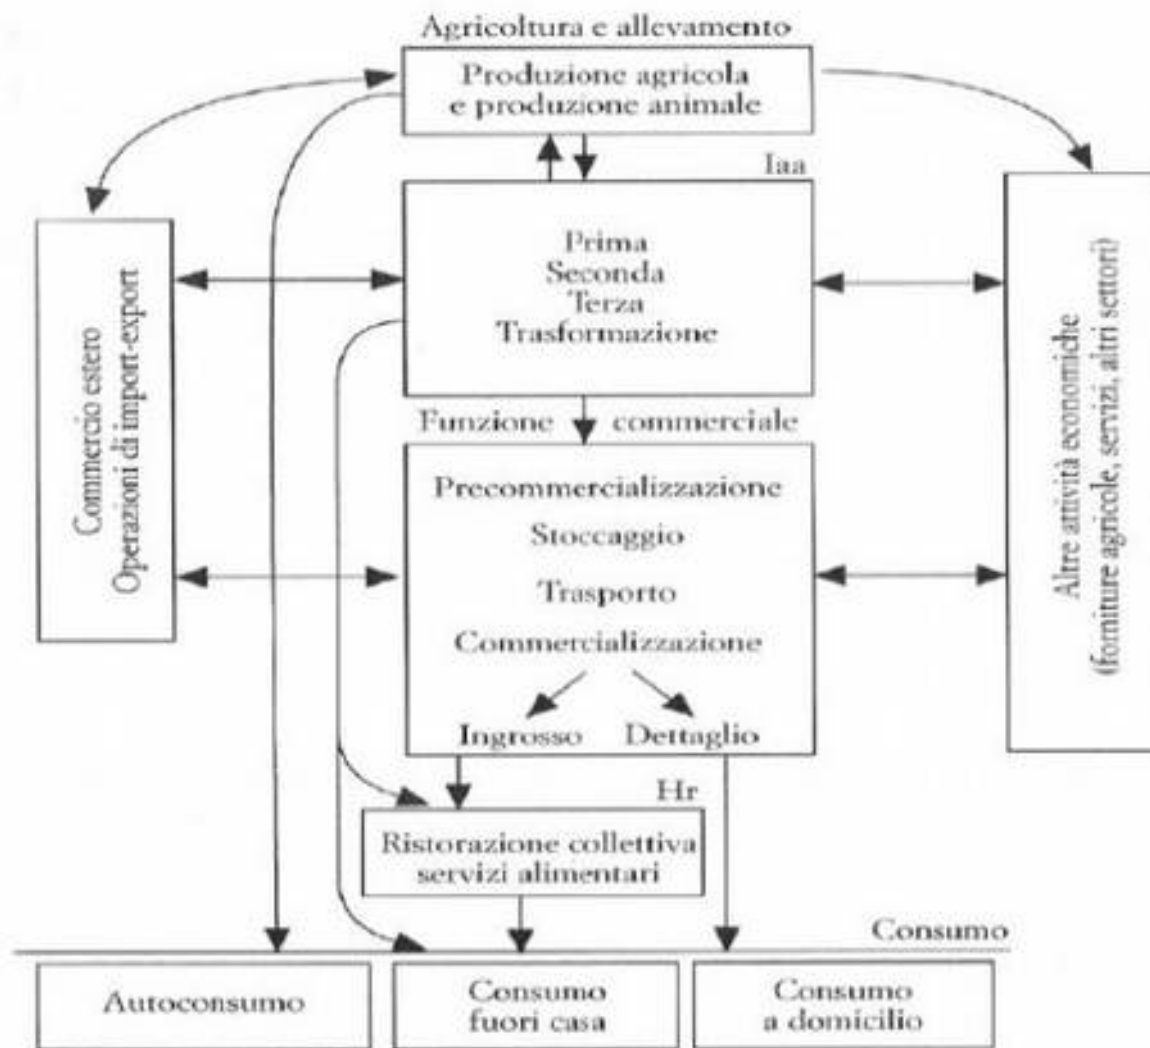 Agricoltura e allevamento
Produzione agricola
e produzione animale
Iaa
Prima
Seconda
Terza
Trasformazione
Commercio estero
Operazioni di import-export
Altre attività economiche
(forniture agricole, servizi, altri settori)
Funzione commerciale
Precommercializzazione
Stoccaggio
Trasporto
Commercializzazione
Ingrosso Dettaglio
Hr
Ristorazione collettiva
servizi alimentari
Consumo
Autoconsumo
Consumo
fuori casa
Consumo
a domicilio